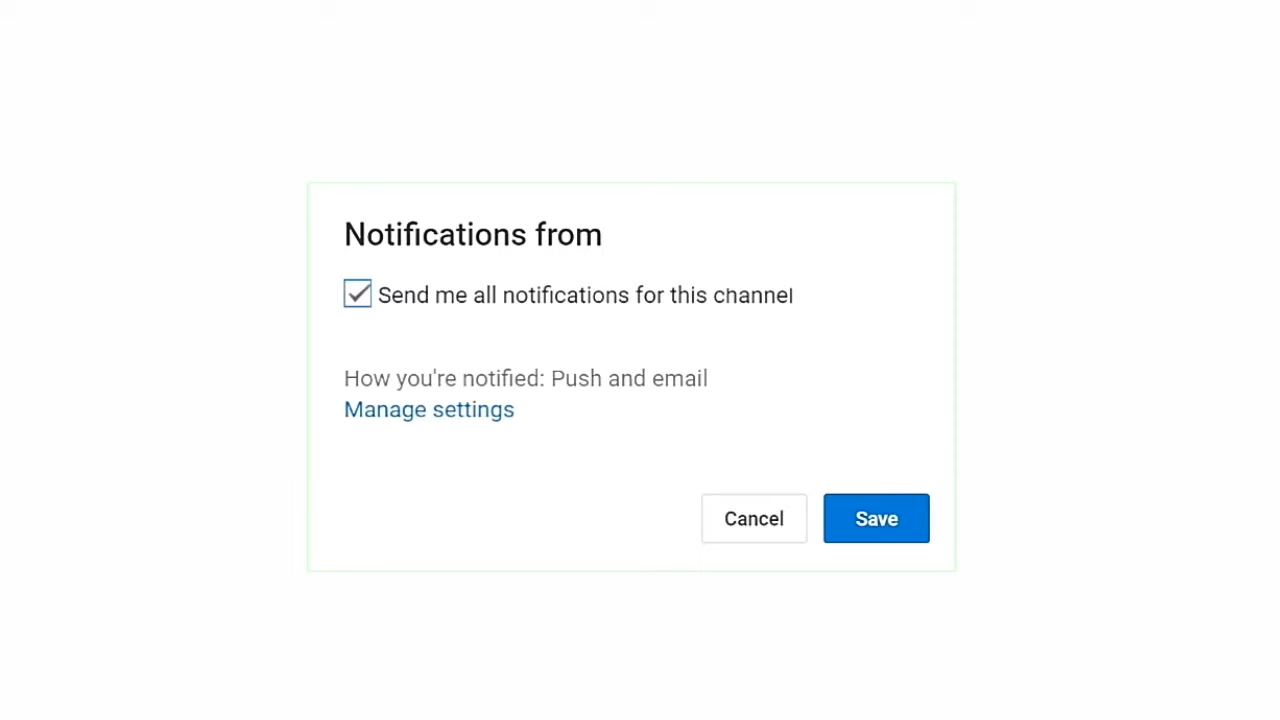 Notifications from
Send me all notifications for this channel
How you're notified: Push and email
Manage settings
Cancel Save